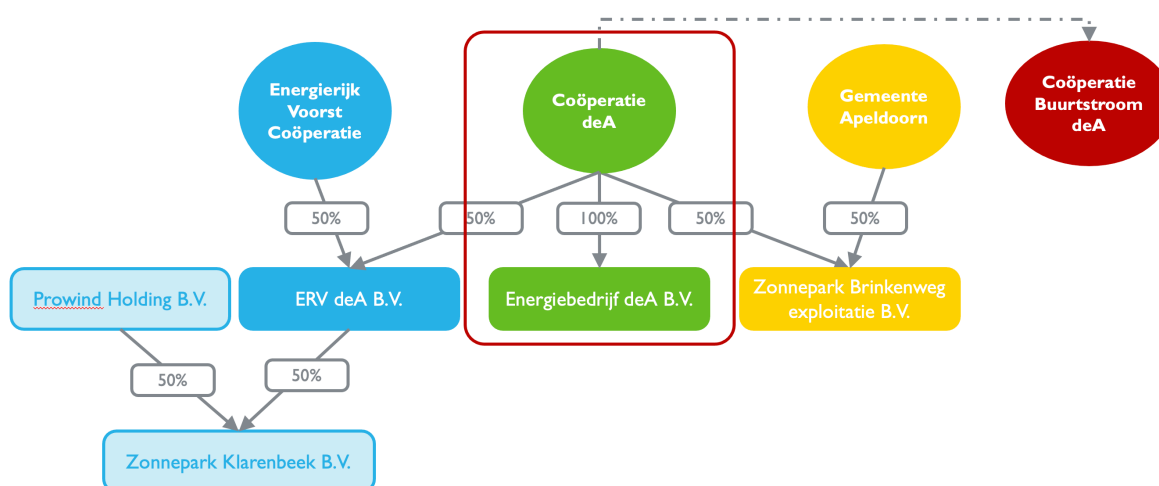 Energierijk
Voorst
Coöperatie
Coöperatie
deA
Gemeente
Apeldoorn
Coöperatie
Buurtstroom
deA
50%
50%
100%
50%
50%
Prowind Holding B.V.
ERV deA B.V.
Energiebedrijf deA B.V.
Zonnepark Brinkenweg
exploitatie B.V.
50%
50%
Zonnepark Klarenbeek B.V.